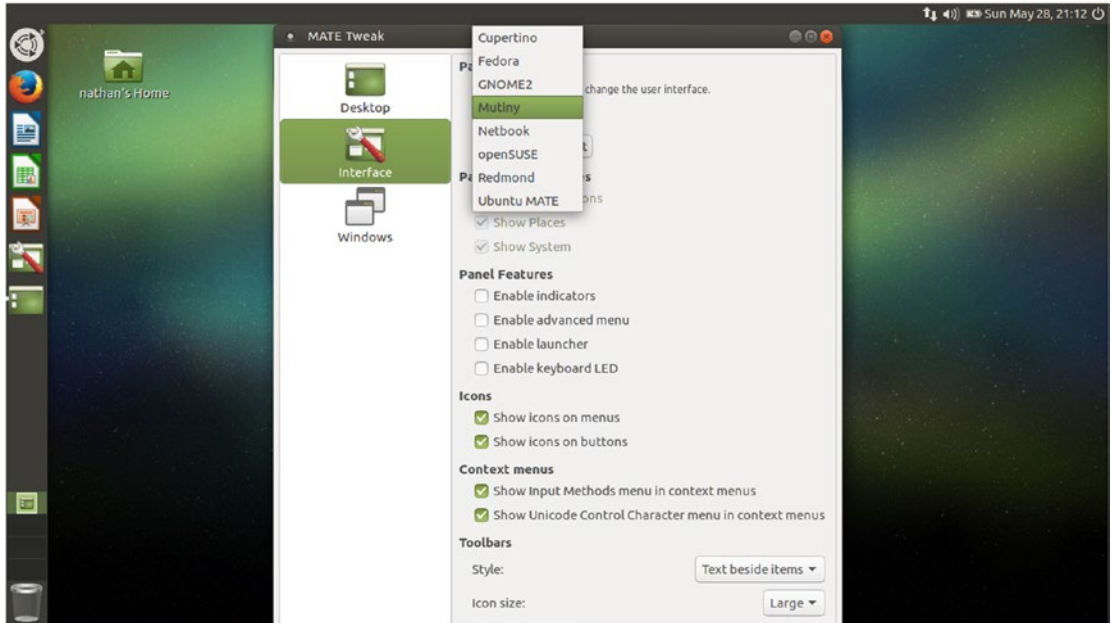 Sun May 28, 21:12
nathan's Home
MATE Tweak
Desktop
Interface
Windows
Cupertino
Fedora
GNOME2
Mutiny
Netbook
openSUSE
Redmond
Ubuntu MATE
change the user interface.
Show Places
Show System
Panel Features
Enable indicators
Enable advanced menu
Enable launcher
Enable keyboard LED
Icons
Show icons on menus
Show icons on buttons
Context menus
Show Input Methods menu in context menus
Show Unicode Control Character menu in context menus
Toolbars
Style: Text beside items
Icon size: Large